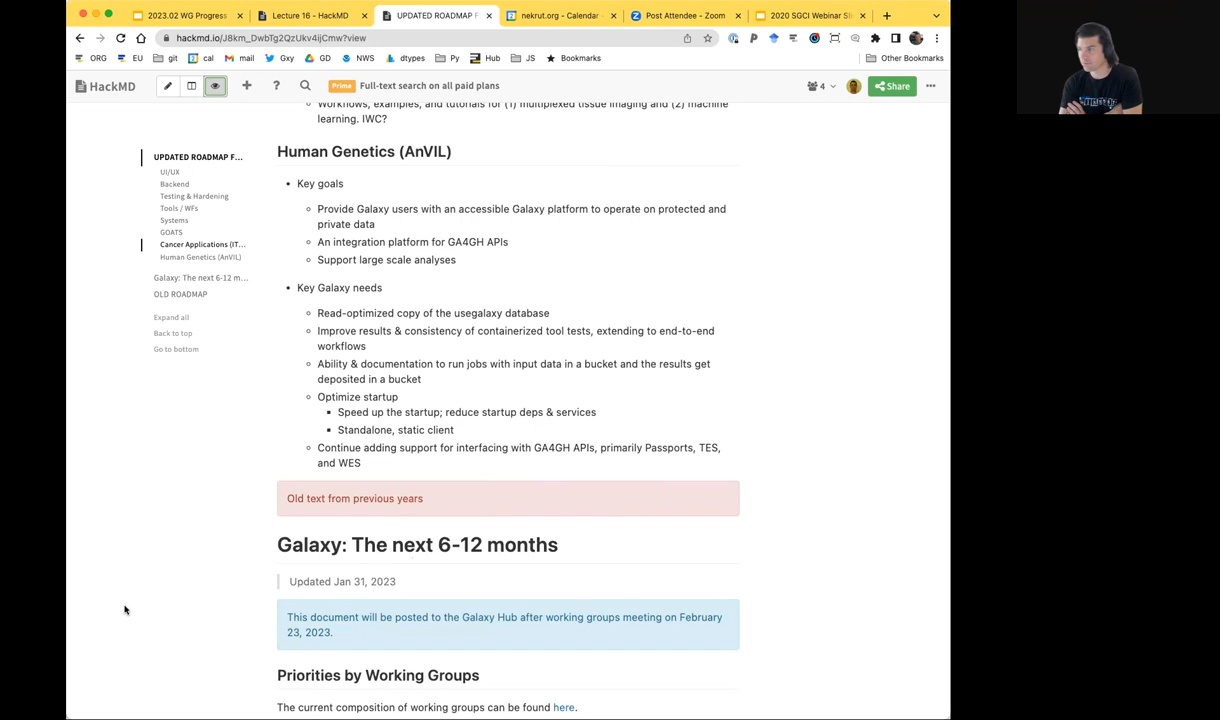 2023.02 WG Progress
Lecture 16 - HackMD
UPDATED ROADMAP F
nekrut.org - Calendar
Post Attendee - Zoom
2020 SGCI Webinar Sli
hackmd.io/J8km_DwbTg2QzUkv4ijCmw?view
ORG EU git cal mail Gxy GD NWS dtypes Py Hub JS Bookmarks Other Bookmarks
HackMD Prime Full-text search on all paid plans 4 Share
Workflows, examples, and tutorials for (1) multiplexed tissue imaging and (2) machine
learning. IWC?
UPDATED ROADMAP F...
UI/UX
Backend
Testing & Hardening
Tools / WFs
Systems
GOATS
Cancer Applications (IT...
Human Genetics (AnVIL)
Galaxy: The next 6-12 m...
OLD ROADMAP
Expand all
Back to top
Go to bottom
Human Genetics (AnVIL)
Key goals
Provide Galaxy users with an accessible Galaxy platform to operate on protected and
private data
An integration platform for GA4GH APIs
Support large scale analyses
Key Galaxy needs
Read-optimized copy of the usegalaxy database
Improve results & consistency of containerized tool tests, extending to end-to-end
workflows
Ability & documentation to run jobs with input data in a bucket and the results get
deposited in a bucket
Optimize startup
Speed up the startup; reduce startup deps & services
Standalone, static client
Continue adding support for interfacing with GA4GH APIs, primarily Passports, TES,
and WES
Old text from previous years
Galaxy: The next 6-12 months
Updated Jan 31, 2023
This document will be posted to the Galaxy Hub after working groups meeting on February
23, 2023.
Priorities by Working Groups
The current composition of working groups can be found here.